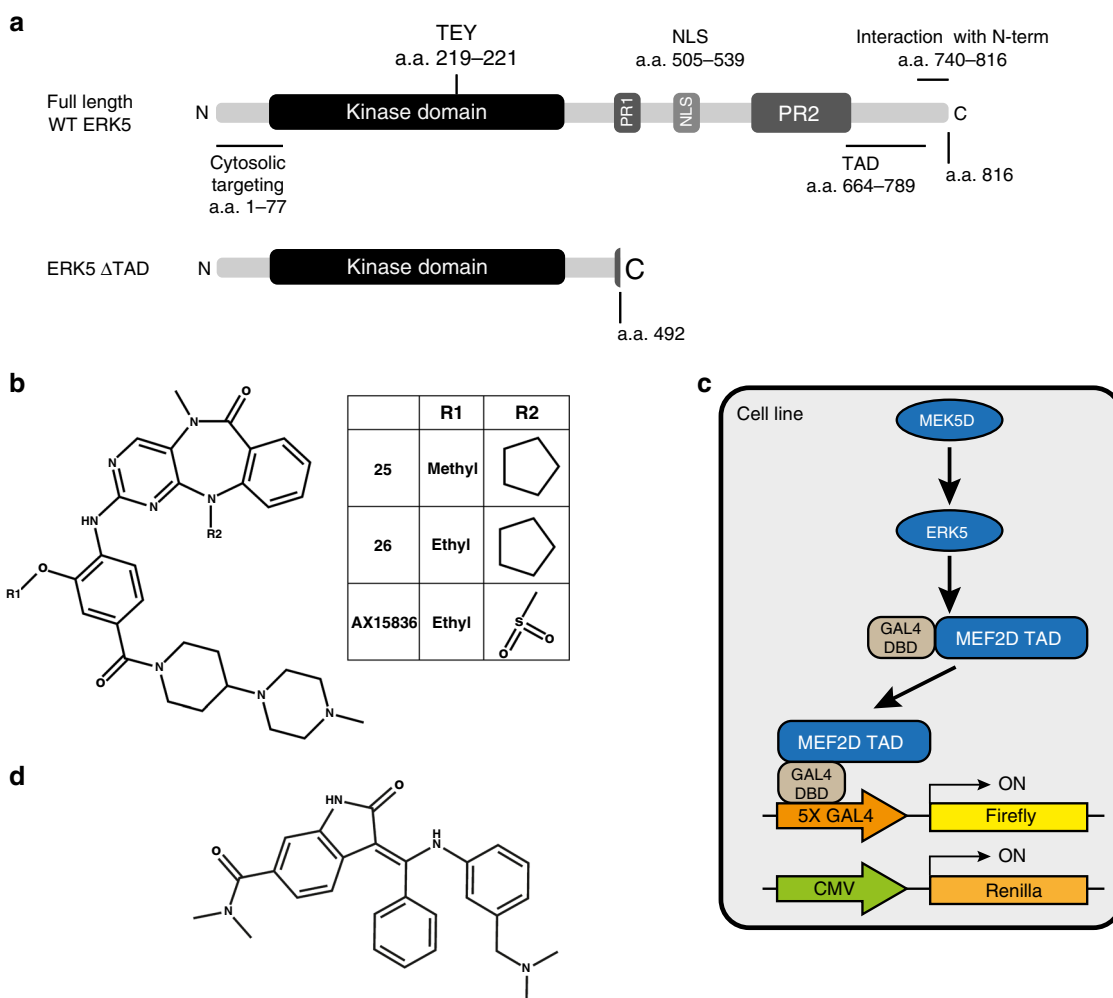 a
TEY
a.a. 219–221
NLS
a.a. 505–539
Interaction with N-term
a.a. 740–816
Full length
WT ERK5
N
Kinase domain
PR1
NLS
PR2
C
Cytosolic
targeting
a.a. 1–77
TAD
a.a. 664–789
a.a. 816
ERK5 ΔTAD
N
Kinase domain
C
a.a. 492
b
O
N
N
N
N
HN
R2
O
R1
O
N
N
N
R1 R2
25 Methyl
26 Ethyl
AX15836 Ethyl
S
O
O
c
Cell line
MEK5D
ERK5
GAL4
DBD
MEF2D TAD
MEF2D TAD
GAL4
DBD
5X GAL4
ON
Firefly
CMV
ON
Renilla
d
O
HN
H
N
O
N
N